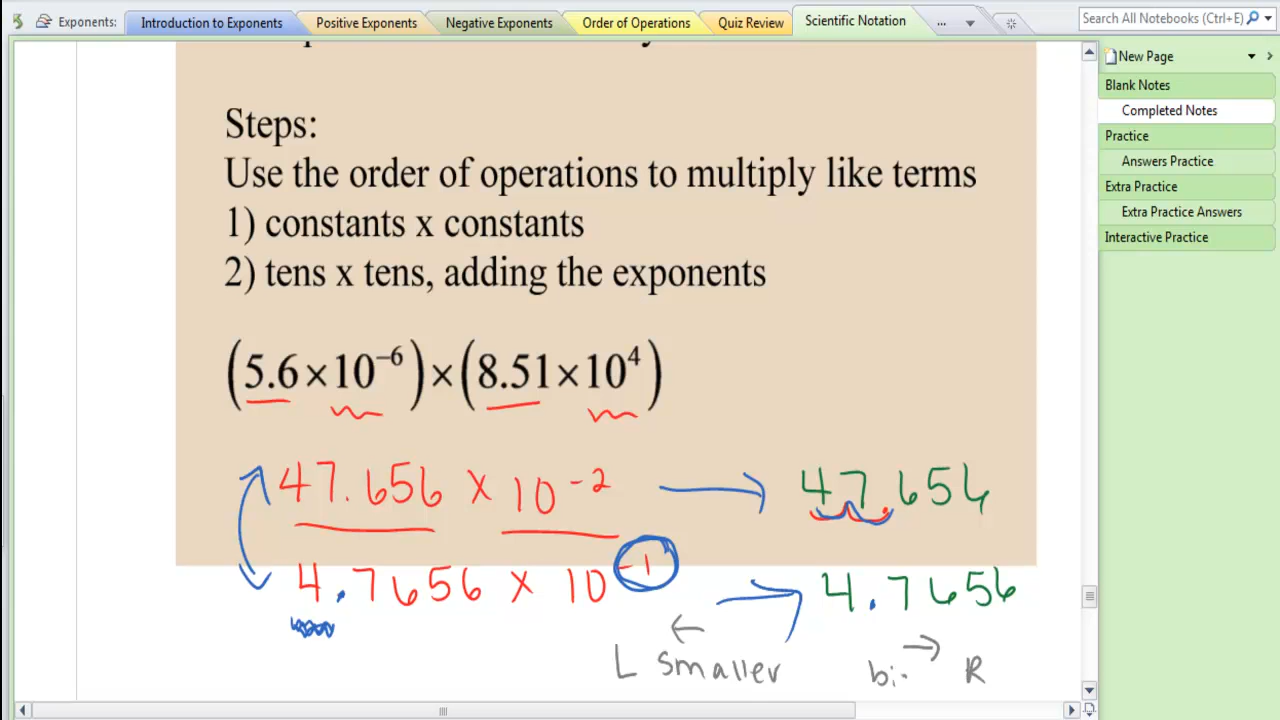 Exponents: Introduction to Exponents Positive Exponents Negative Exponents Order of Operations Quiz Review Scientific Notation ... Search All Notebooks (Ctrl+E)
New Page
Blank Notes
Completed Notes
Practice
Answers Practice
Extra Practice
Extra Practice Answers
Interactive Practice
Steps:
Use the order of operations to multiply like terms
1) constants x constants
2) tens x tens, adding the exponents
(5.6×10⁻⁶)×(8.51×10⁴)
47.656 x 10⁻² → 47.656
4.7656 x 10⁻¹ → 4.7656
← →
L smaller bi R